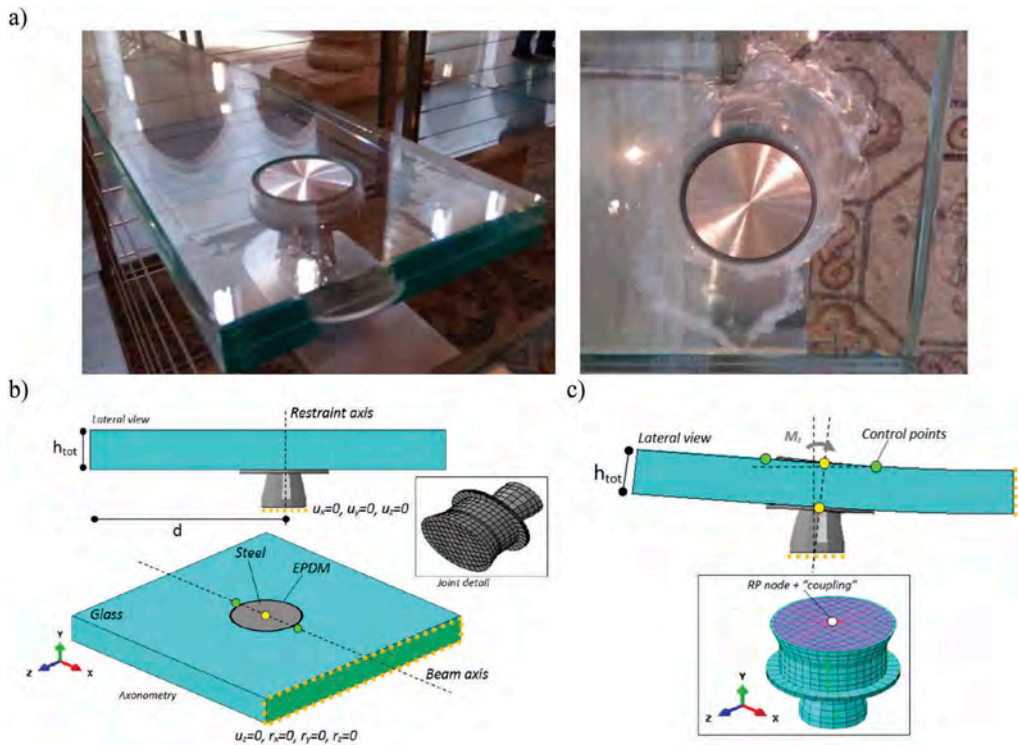 a)
b)
Lateral view
Restraint axis
h_tot
u_x=0, u_y=0, u_z=0
d
Joint detail
Steel
EPDM
Glass
Y
Z
X
Axonometry
Beam axis
u_z=0, r_x=0, r_y=0, r_z=0
c)
Lateral view
M_t
Control points
h_tot
RP node + "coupling"
Y
Z
X